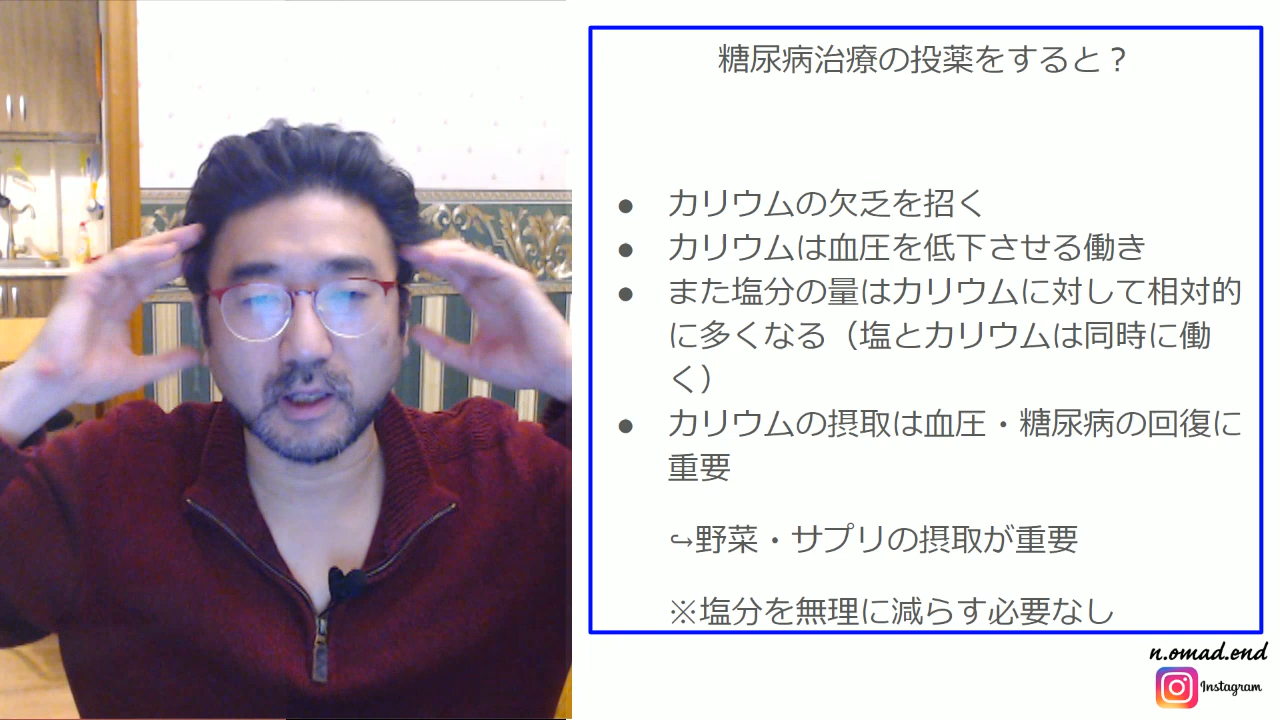 糖尿病治療の投薬をすると？
● カリウムの欠乏を招く
● カリウムは血圧を低下させる働き
● また塩分の量はカリウムに対して相対的
に多くなる（塩とカリウムは同時に働
く）
● カリウムの摂取は血圧・糖尿病の回復に
重要
↪野菜・サプリの摂取が重要
※塩分を無理に減らす必要なし
n.omad.end
Instagram